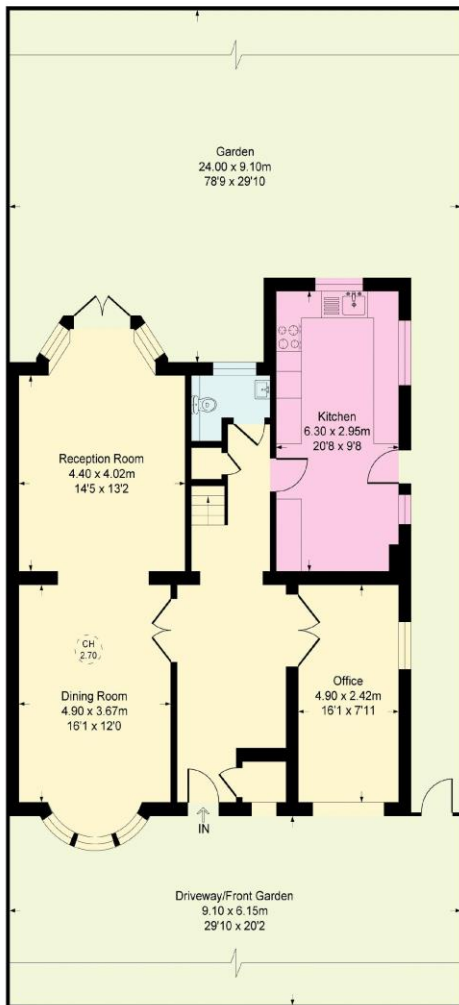 Garden
24.00 x 9.10m
78'9 x 29'10
Kitchen
6.30 x 2.95m
20'8 x 9'8
Reception Room
4.40 x 4.02m
14'5 x 13'2
CH
2.70
Dining Room
4.90 x 3.67m
16'1 x 12'0
Office
4.90 x 2.42m
16'1 x 7'11
IN
Driveway/Front Garden
9.10 x 6.15m
29'10 x 20'2